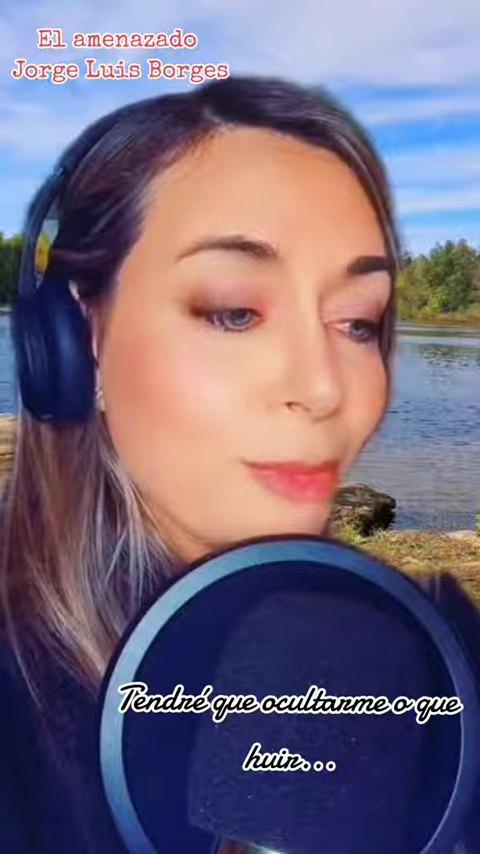 El amenazado
Jorge Luis Borges
Tendré que ocultarme o que
huir...